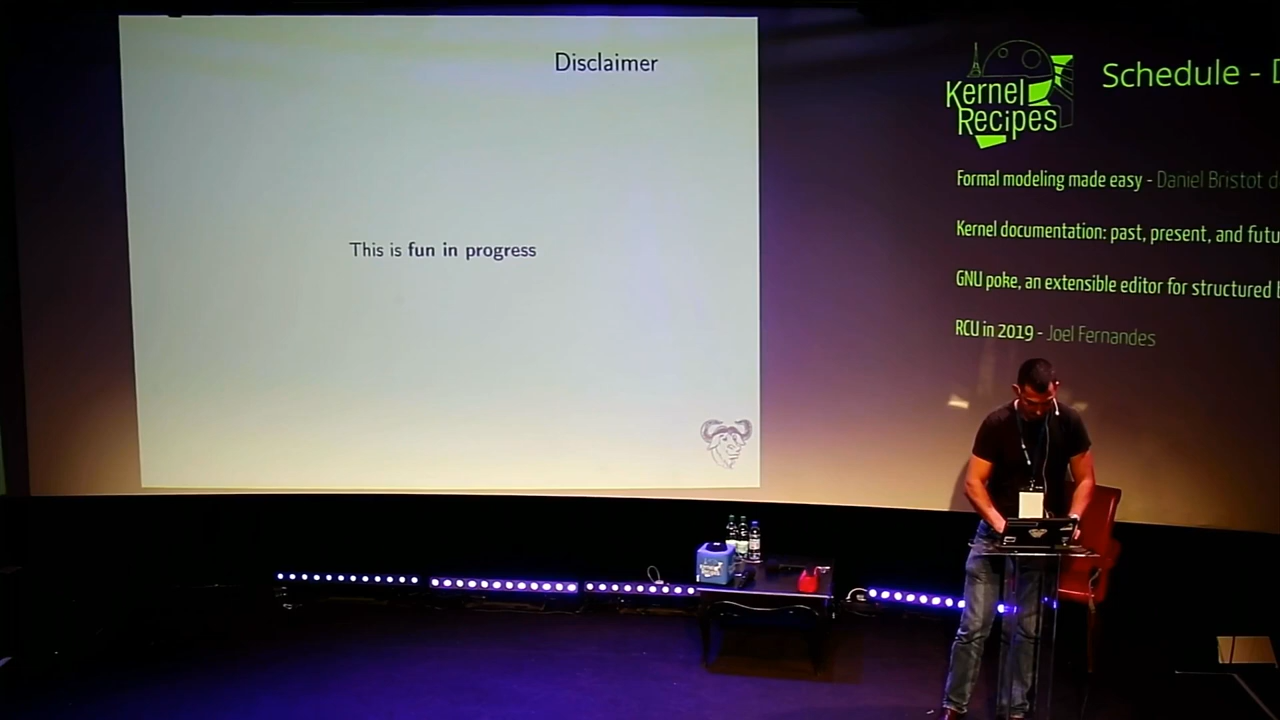 Disclaimer
This is fun in progress
Kernel
Recipes
Schedule -
Formal modeling made easy - Daniel Bristot d
Kernel documentation: past, present, and futu
GNU poke, an extensible editor for structured
RCU in 2019 - Joel Fernandes